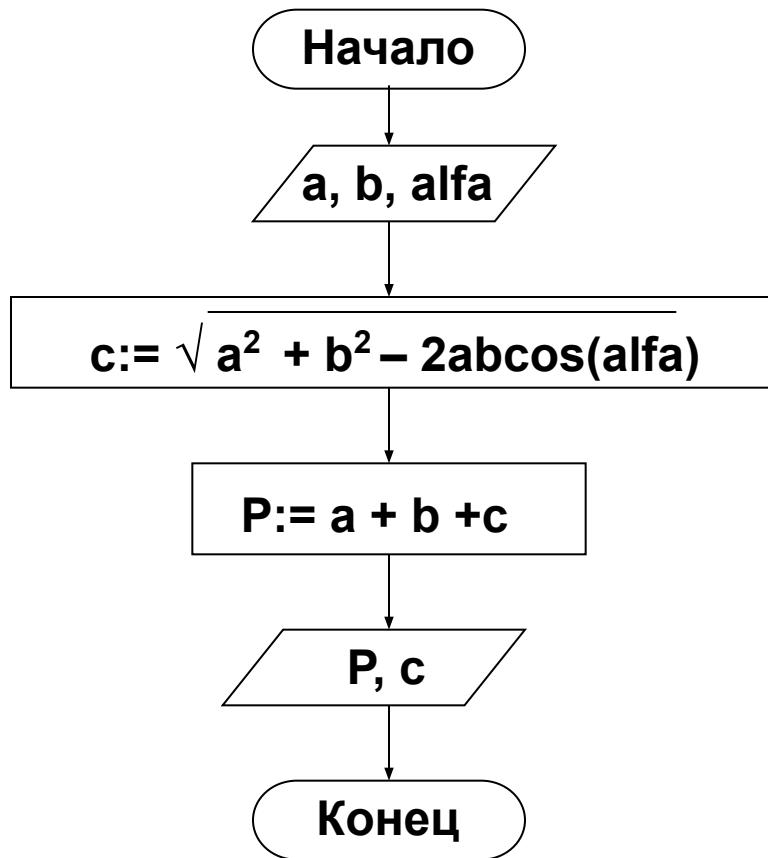 Начало
a, b, alfa
c:= √ a² + b² – 2abcos(alfa)
P:= a + b +c
P, c
Конец